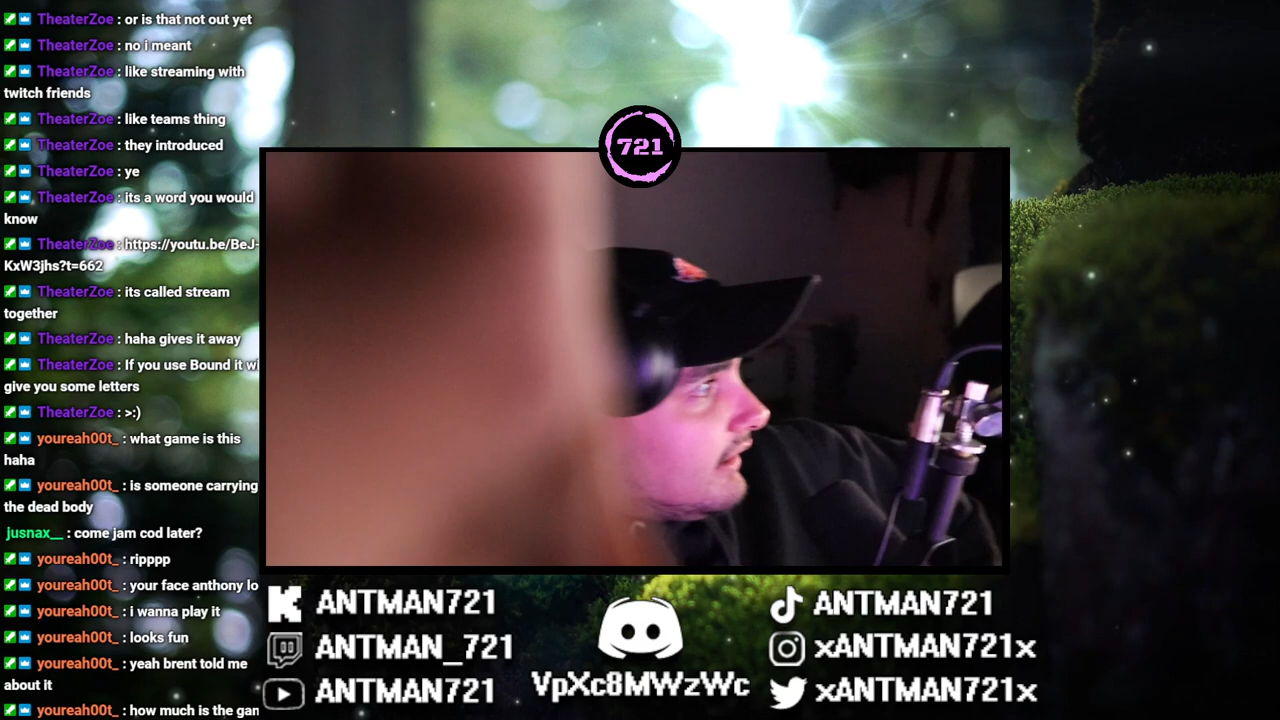 TheaterZoe : or is that not out yet
TheaterZoe : no i meant
TheaterZoe : like streaming with
twitch friends
TheaterZoe : like teams thing
TheaterZoe : they introduced
TheaterZoe : ye
TheaterZoe : its a word you would
know
TheaterZoe : https://youtu.be/BeJ-
KxW3jhs?t=662
TheaterZoe : its called stream
together
TheaterZoe : haha gives it away
TheaterZoe : If you use Bound it wi
give you some letters
TheaterZoe : >:)
youreah00t_ : what game is this
haha
youreah00t_ : is someone carrying
the dead body
jusnax__ : come jam cod later?
youreah00t_ : ripppp
youreah00t_ : your face anthony lo
youreah00t_ : i wanna play it
youreah00t_ : looks fun
youreah00t_ : yeah brent told me
about it
youreah00t_ : how much is the gam
721
ANTMAN721
ANTMAN_721
ANTMAN721
VpXc8MWzWc
ANTMAN721
xANTMAN721x
xANTMAN721x